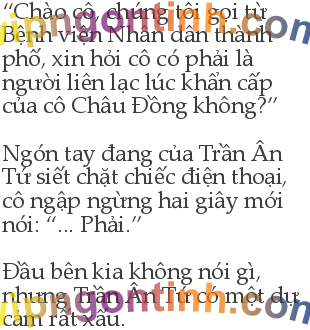 “Chào cô, chúng tôi gọi từ
Bệnh viện Nhân dân thành
phố, xin hỏi cô có phải là
người liên lạc lúc khẩn cấp
của cô Châu Đồng không?”
Ngón tay đang của Trần Ân
Tứ siết chặt chiếc điện thoại,
cô ngập ngừng hai giây mới
nói: “... Phải.”
Đầu bên kia không nói gì,
nhưng Trần Ân Tứ có một dự
cảm rất xấu.
vipngontinh.com
vipngontinh.com